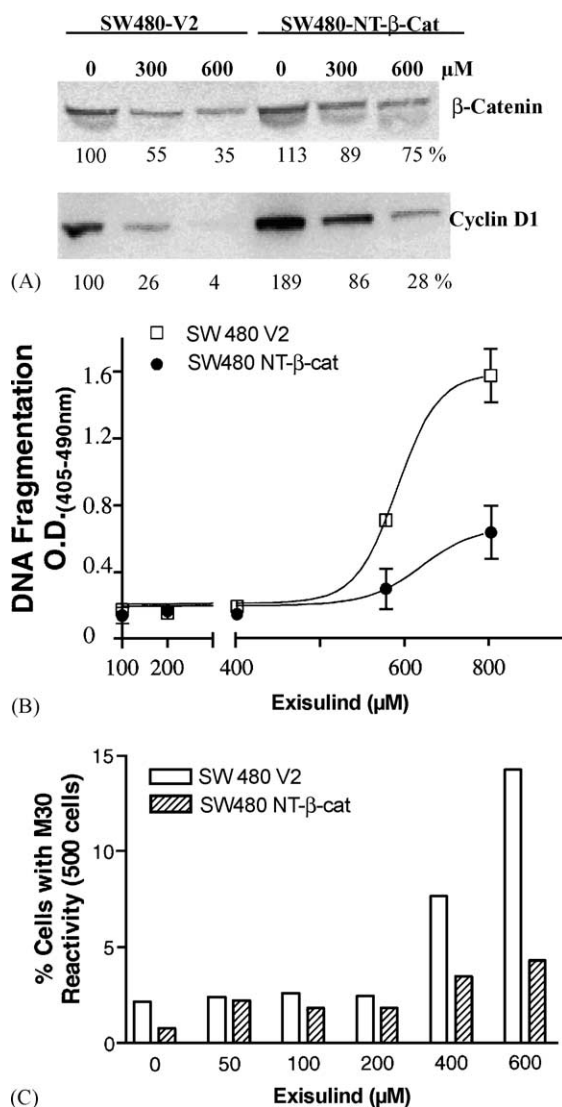 (A)
SW480-V2 SW480-NT-β-Cat
0 300 600 0 300 600 μM
β-Catenin
100 55 35 113 89 75 %
Cyclin D1
100 26 4 189 86 28 %
(B)
SW 480 V2
SW480 NT-β-cat
DNA Fragmentation
O.D.(405-490nm)
1.6
1.2
0.8
0.4
0
100 200 400 600 800
Exisulind (μM)
(C)
SW 480 V2
SW480 NT-β-cat
% Cells with M30
Reactivity (500 cells)
15
10
5
0
0 50 100 200 400 600
Exisulind (μM)